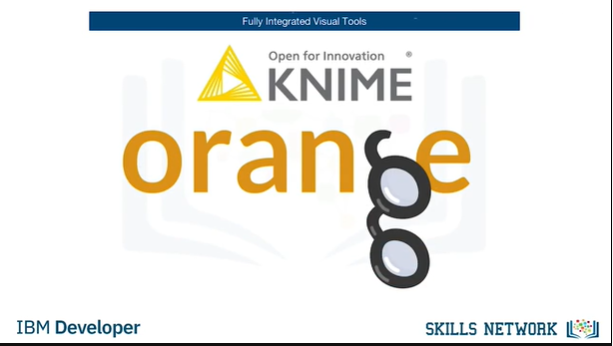 Fully Integrated Visual Tools
Open for Innovation ®
KNIME
orange
IBM Developer
SKILLS NETWORK